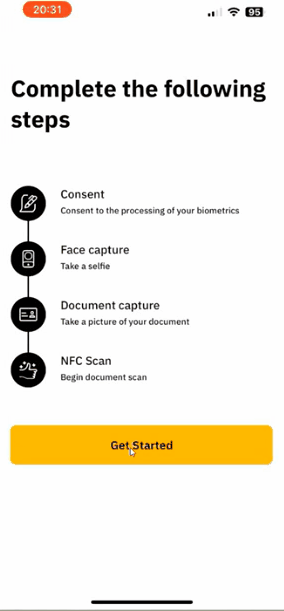 20:31
95
Complete the following
steps
Consent
Consent to the processing of your biometrics
Face capture
Take a selfie
Document capture
Take a picture of your document
NFC Scan
Begin document scan
Get Started